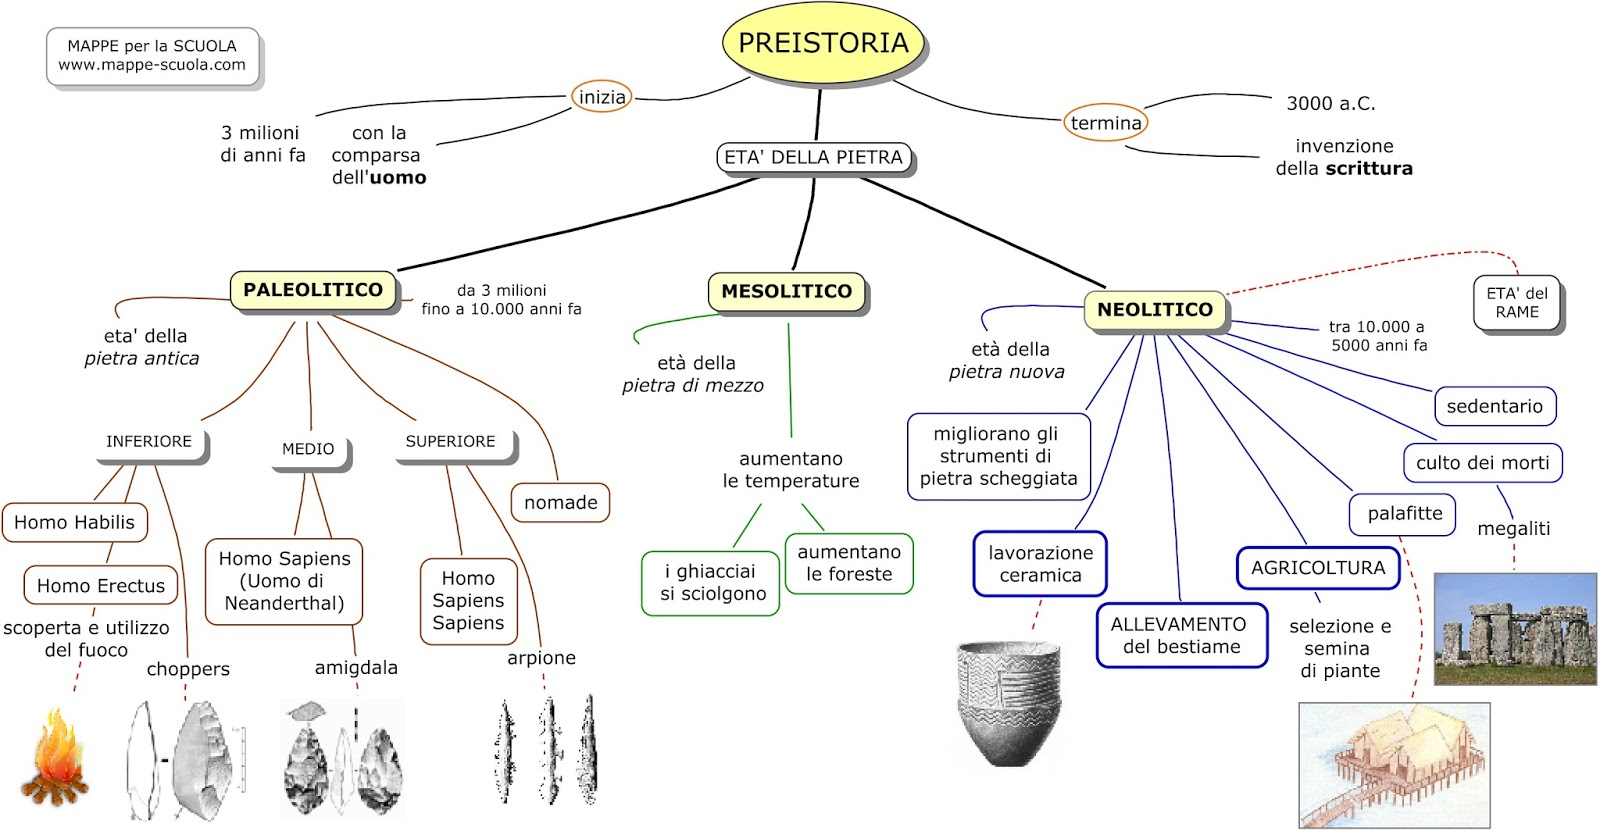 MAPPE per la SCUOLA
www.mappe-scuola.com
PREISTORIA
inizia
3 milioni
di anni fa
con la
comparsa
dell'uomo
termina
3000 a.C.
invenzione
della scrittura
ETA' DELLA PIETRA
PALEOLITICO
da 3 milioni
fino a 10.000 anni fa
eta' della
pietra antica
INFERIORE
MEDIO
SUPERIORE
nomade
Homo Habilis
Homo Erectus
scoperta e utilizzo
del fuoco
choppers
Homo Sapiens
(Uomo di
Neanderthal)
amigdala
Homo
Sapiens
Sapiens
arpione
MESOLITICO
età della
pietra di mezzo
aumentano
le temperature
i ghiacciai
si sciolgono
aumentano
le foreste
NEOLITICO
ETA' del
RAME
tra 10.000 a
5000 anni fa
età della
pietra nuova
migliorano gli
strumenti di
pietra scheggiata
lavorazione
ceramica
ALLEVAMENTO
del bestiame
AGRICOLTURA
selezione e
semina
di piante
palafitte
culto dei morti
megaliti
sedentario